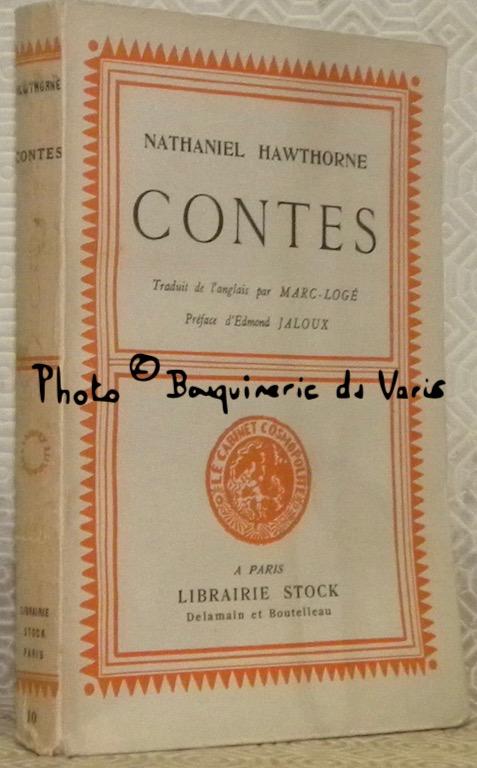 HAWTHORNE
CONTES
LIBRAIRIE
STOCK
PARIS
10
NATHANIEL HAWTHORNE
CONTES
Traduit de l'anglais par MARC-LOGÉ
Préface d'Edmond JALOUX
Photo © Bouquinerie du Varis
LE CABINET COSMOPOLITE
A PARIS
LIBRAIRIE STOCK
Delamain et Boutelleau